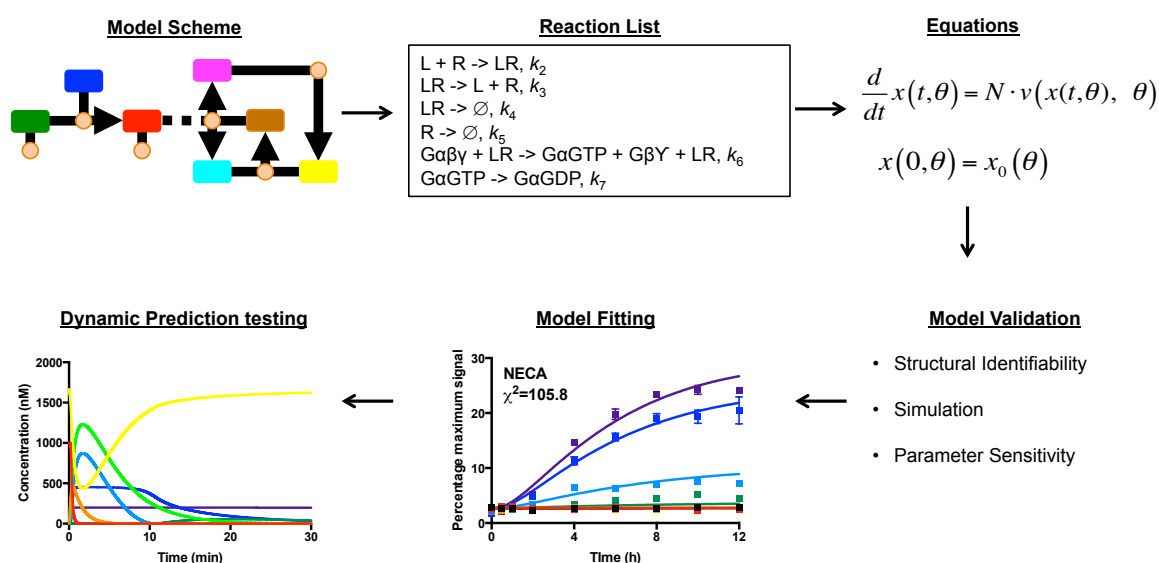 Model Scheme
Reaction List
Equations
L + R -> LR, k₂
LR -> L + R, k₃
LR -> ∅, k₄
R -> ∅, k₅
Gαβγ + LR -> GαGTP + Gβϒ + LR, k₆
GαGTP -> GαGDP, k₇
d/dt x(t,θ) = N · v(x(t,θ), θ)
x(0,θ) = x₀(θ)
Dynamic Prediction testing
Model Fitting
Model Validation
Concentration (nM)
2000
1500
1000
500
0
0
10
20
30
Time (min)
Percentage maximum signal
NECA
χ²=105.8
30
20
10
0
0
4
8
12
TIme (h)
• Structural Identifiability
• Simulation
• Parameter Sensitivity